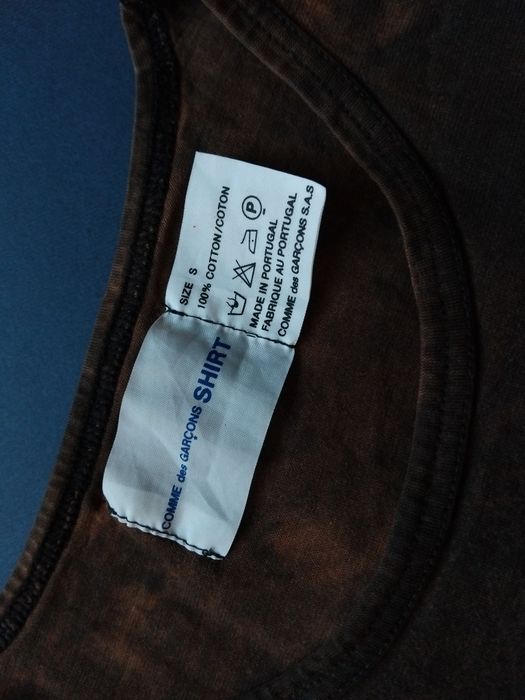 COMME des GARÇONS SHIRT
SIZE S
100% COTTON/COTON
P
MADE IN PORTUGAL
FABRIQUE AU PORTUGAL
COMME des GARÇONS S.A.S